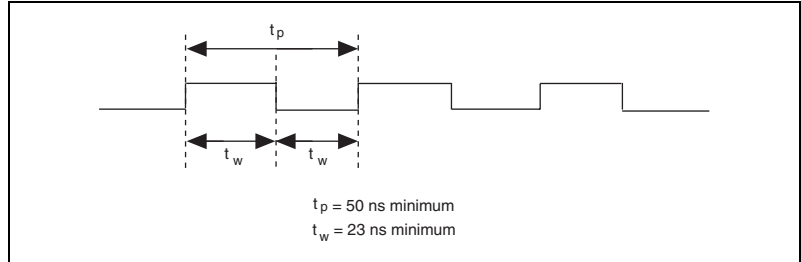 tp
tw tw
tp = 50 ns minimum
tw = 23 ns minimum